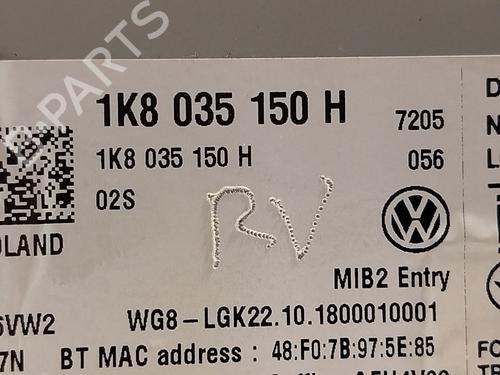 1K8 035 150 H
7205
1K8 035 150 H
056
02S
RV
MIB2 Entry
WG8-LGK22.10.1800010001
BT MAC address : 48:F0:7B:97:5E:85
B-PARTS